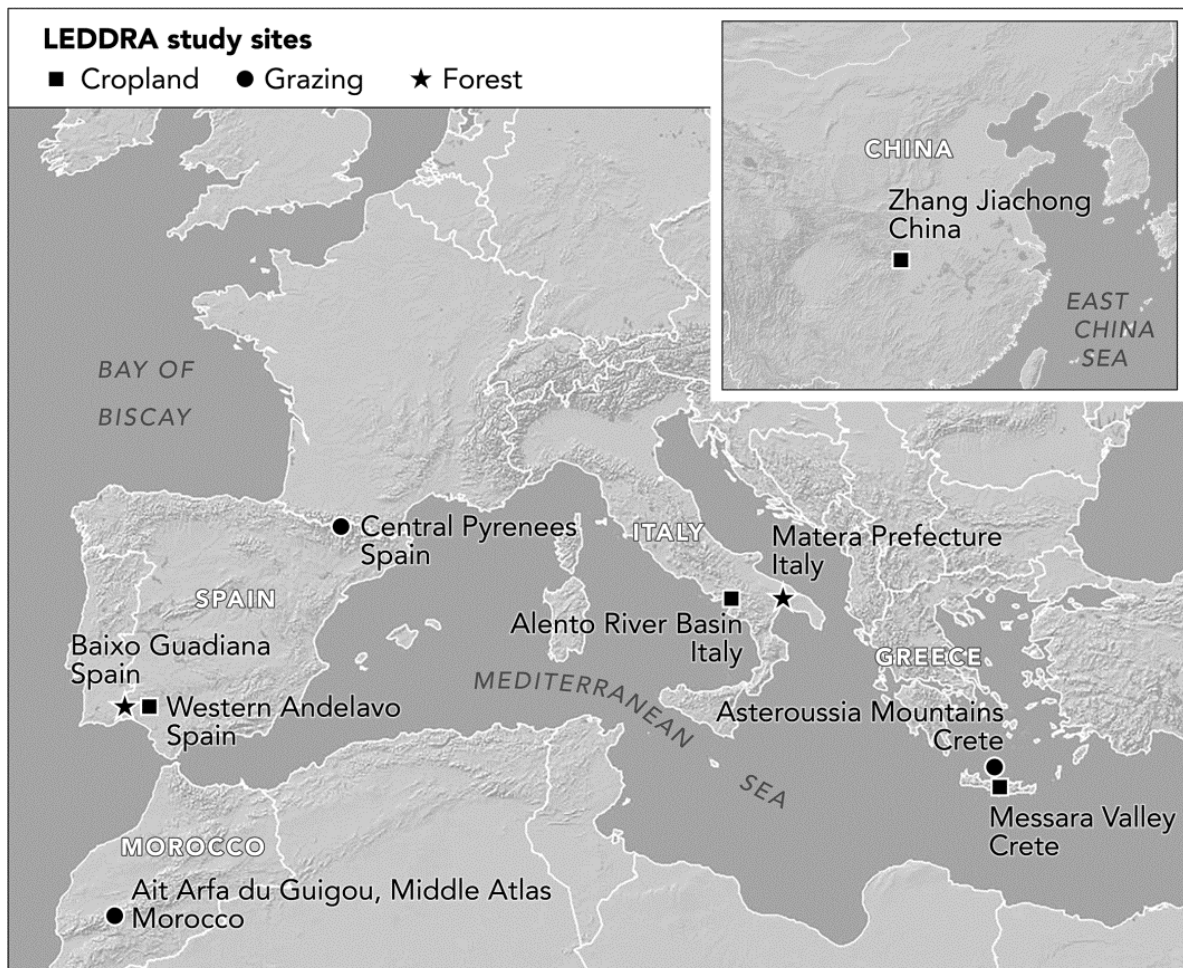 LEDDRA study sites
Cropland Grazing Forest
CHINA
Zhang Jiachong
China
EAST
CHINA
SEA
BAY OF
BISCAY
Central Pyrenees
Spain
ITALY
Matera Prefecture
Italy
SPAIN
Alento River Basin
Italy
Baixo Guadiana
Spain
GREECE
MEDITERRANEAN
SEA
Western Andelavo
Spain
Asteroussia Mountains
Crete
Messara Valley
Crete
MOROCCO
Ait Arfa du Guigou, Middle Atlas
Morocco